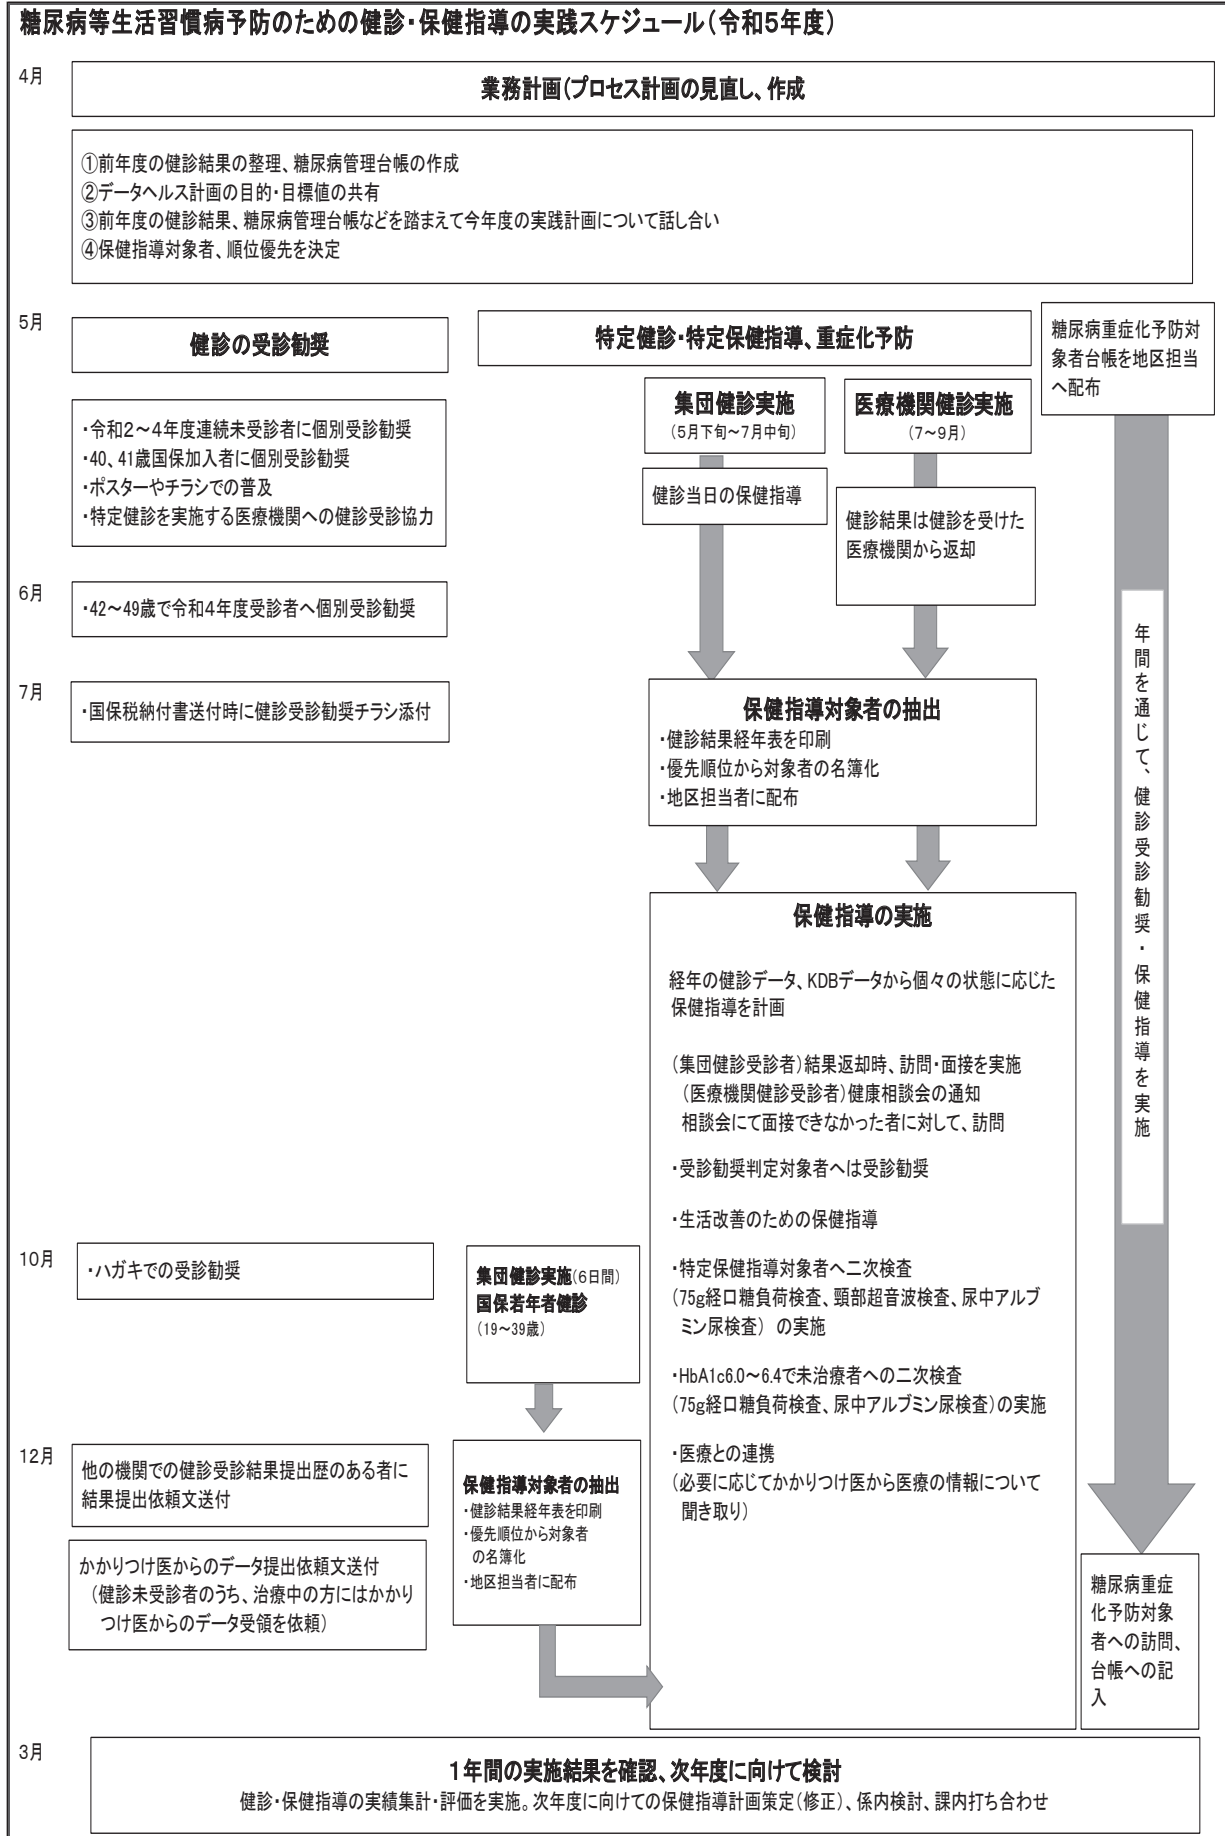 糖尿病等生活習慣病予防のための健診・保健指導の実践スケジュール（令和5年度）
4月
業務計画（プロセス計画の見直し、作成
①前年度の健診結果の整理、糖尿病管理台帳の作成
②データヘルス計画の目的・目標値の共有
③前年度の健診結果、糖尿病管理台帳などを踏まえて今年度の実践計画について話し合い
④保健指導対象者、順位優先を決定
5月
健診の受診勧奨
・令和２～４年度連続未受診者に個別受診勧奨
・40、41歳国保加入者に個別受診勧奨
・ポスターやチラシでの普及
・特定健診を実施する医療機関への健診受診協力
6月
・42～49歳で令和４年度受診者へ個別受診勧奨
7月
・国保税納付書送付時に健診受診勧奨チラシ添付
特定健診・特定保健指導、重症化予防
集団健診実施
（5月下旬～7月中旬）
健診当日の保健指導
医療機関健診実施
（7～9月）
健診結果は健診を受けた
医療機関から返却
保健指導対象者の抽出
・健診結果経年表を印刷
・優先順位から対象者の名簿化
・地区担当者に配布
保健指導の実施
経年の健診データ、KDBデータから個々の状態に応じた
保健指導を計画
（集団健診受診者）結果返却時、訪問・面接を実施
（医療機関健診受診者）健康相談会の通知
相談会にて面接できなかった者に対して、訪問
・受診勧奨判定対象者へは受診勧奨
・生活改善のための保健指導
・特定保健指導対象者へ二次検査
（75g経口糖負荷検査、頸部超音波検査、尿中アルブ
ミン尿検査） の実施
・HbA1c6.0～6.4で未治療者への二次検査
（75g経口糖負荷検査、尿中アルブミン尿検査）の実施
・医療との連携
（必要に応じてかかりつけ医から医療の情報について
聞き取り）
糖尿病重症化予防対
象者台帳を地区担当
へ配布
年間を通じて、健診受診勧奨・保健指導を実施
糖尿病重症
化予防対象
者への訪問、
台帳への記
入
10月
・ハガキでの受診勧奨
集団健診実施（6日間）
国保若年者健診
（19～39歳）
12月
他の機関での健診受診結果提出歴のある者に
結果提出依頼文送付
かかりつけ医からのデータ提出依頼文送付
（健診未受診者のうち、治療中の方にはかかり
つけ医からのデータ受領を依頼）
保健指導対象者の抽出
・健診結果経年表を印刷
・優先順位から対象者
の名簿化
・地区担当者に配布
3月
１年間の実施結果を確認、次年度に向けて検討
健診・保健指導の実績集計・評価を実施。次年度に向けての保健指導計画策定（修正）、係内検討、課内打ち合わせ